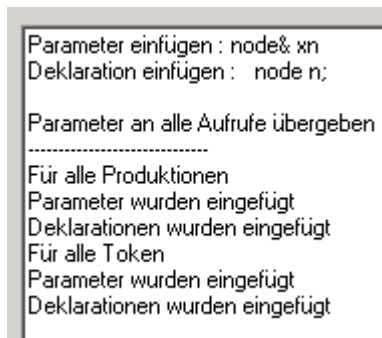 Parameter einfügen : node& xn
Deklaration einfügen :   node n;

Parameter an alle Aufrufe übergeben
------------------------------
Für alle Produktionen
Parameter wurden eingefügt
Deklarationen wurden eingefügt
Für alle Token
Parameter wurden eingefügt
Deklarationen wurden eingefügt